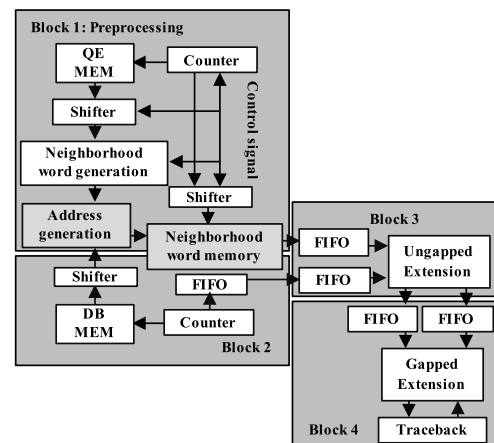 Block 1: Preprocessing
QE
MEM
Counter
Shifter
Control signal
Neighborhood
word generation
Shifter
Address
generation
Neighborhood
word memory
Block 3
FIFO
Ungapped
Extension
FIFO
Shifter
FIFO
DB
MEM
Counter
Block 2
FIFO
FIFO
Gapped
Extension
Block 4
Traceback